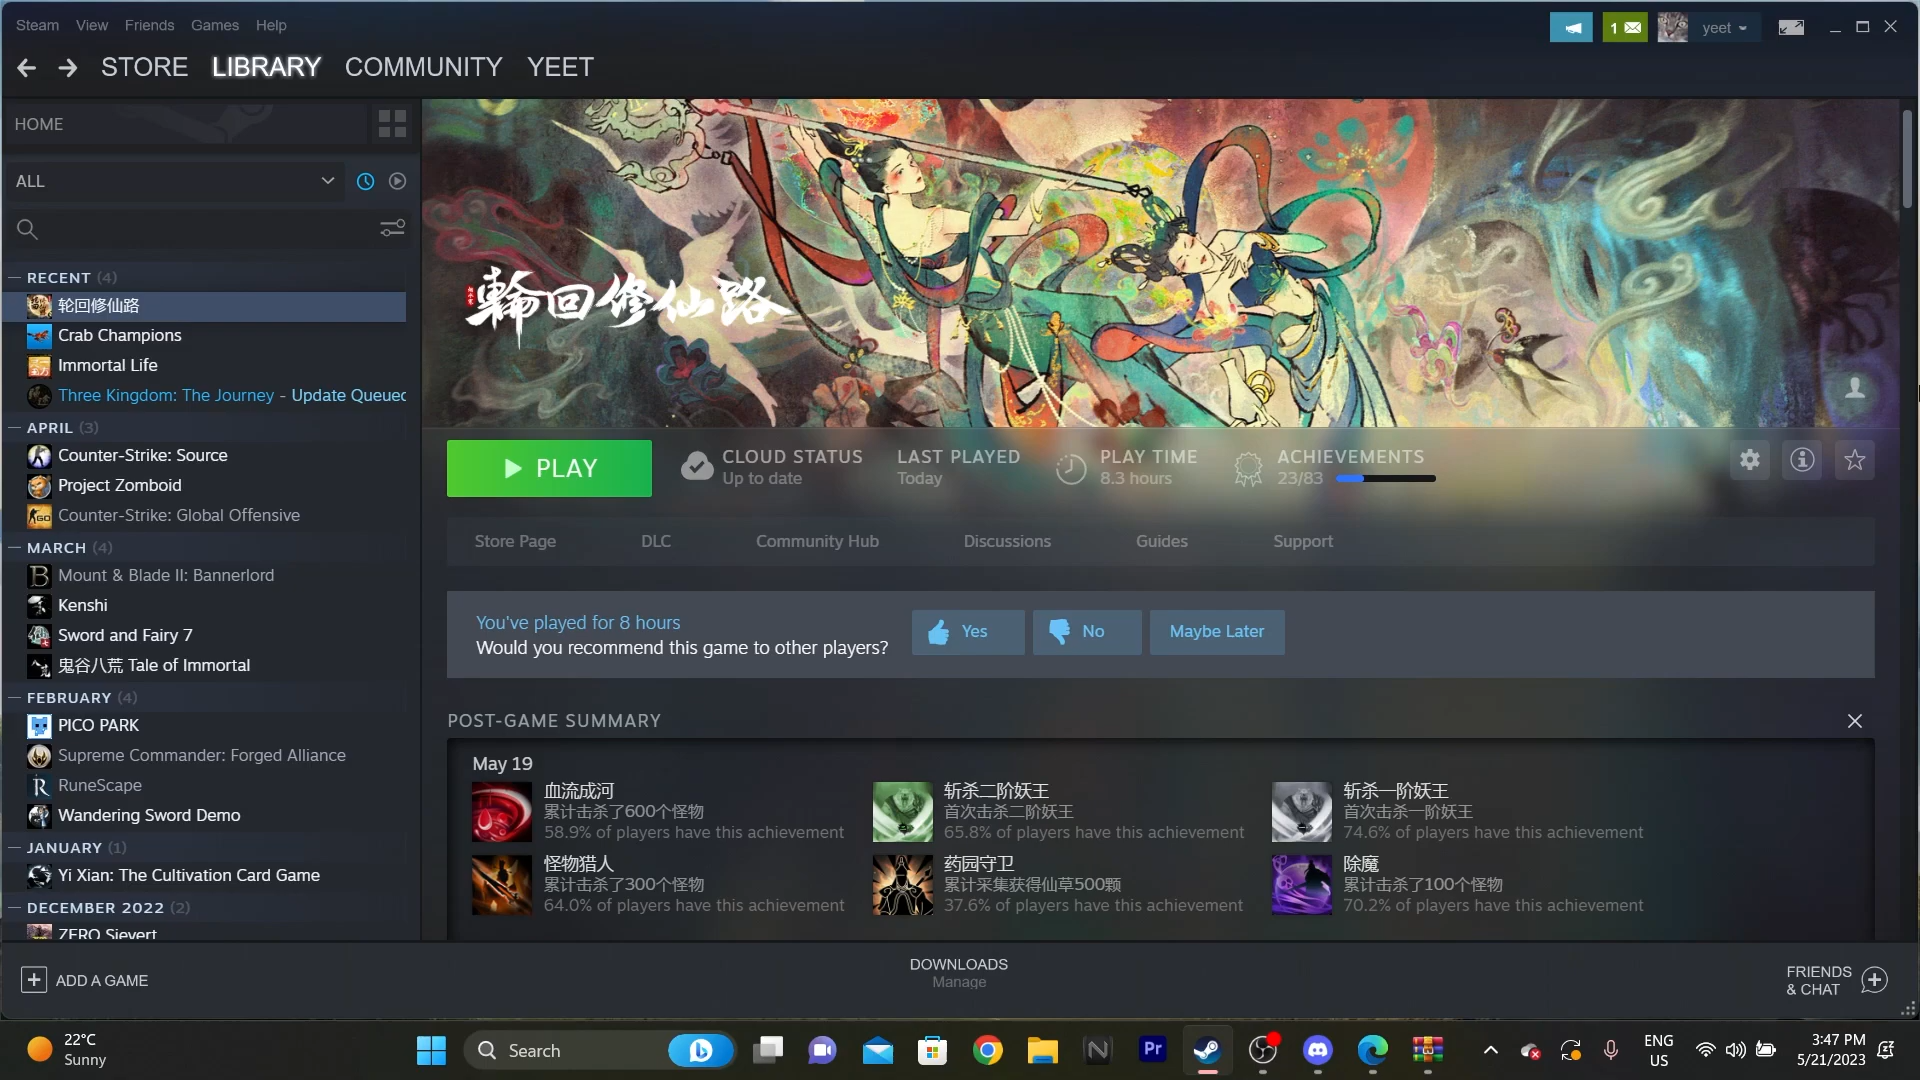 Steam View Friends Games Help
1
yeet
STORE LIBRARY COMMUNITY YEET
HOME
ALL
RECENT (4)
轮回修仙路
Crab Champions
Immortal Life
Three Kingdom: The Journey - Update Queued
APRIL (3)
Counter-Strike: Source
Project Zomboid
Counter-Strike: Global Offensive
MARCH (4)
Mount & Blade II: Bannerlord
Kenshi
Sword and Fairy 7
鬼谷八荒 Tale of Immortal
FEBRUARY (4)
PICO PARK
Supreme Commander: Forged Alliance
RuneScape
Wandering Sword Demo
JANUARY (1)
Yi Xian: The Cultivation Card Game
DECEMBER 2022 (2)
ZERO Sievert
輪回修仙路
PLAY
CLOUD STATUS
Up to date
LAST PLAYED
Today
PLAY TIME
8.3 hours
ACHIEVEMENTS
23/83
Store Page DLC Community Hub Discussions Guides Support
You've played for 8 hours
Would you recommend this game to other players?
Yes No Maybe Later
POST-GAME SUMMARY
May 19
血流成河
累计击杀了600个怪物
58.9% of players have this achievement
斩杀二阶妖王
首次击杀二阶妖王
65.8% of players have this achievement
斩杀一阶妖王
首次击杀一阶妖王
74.6% of players have this achievement
怪物猎人
累计击杀了300个怪物
64.0% of players have this achievement
药园守卫
累计采集获得仙草500颗
37.6% of players have this achievement
除魔
累计击杀了100个怪物
70.2% of players have this achievement
ADD A GAME
DOWNLOADS
Manage
FRIENDS
& CHAT
22°C
Sunny
Search
Pr
ENG
US
3:47 PM
5/21/2023